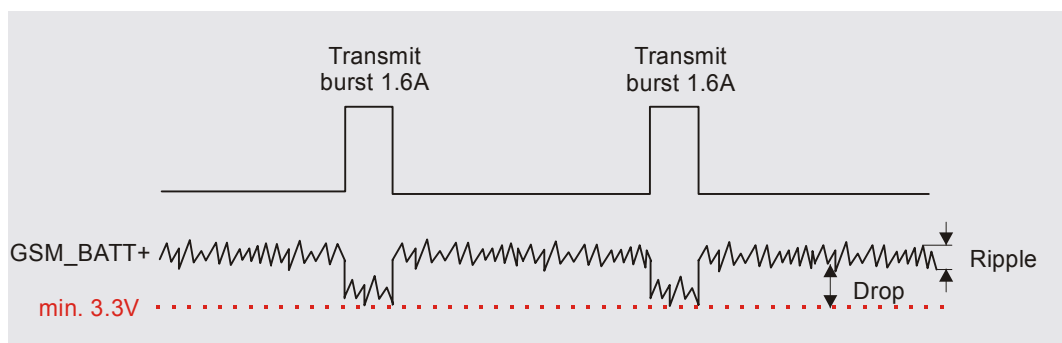 Transmit
burst 1.6A
Transmit
burst 1.6A
GSM_BATT+
Ripple
Drop
min. 3.3V